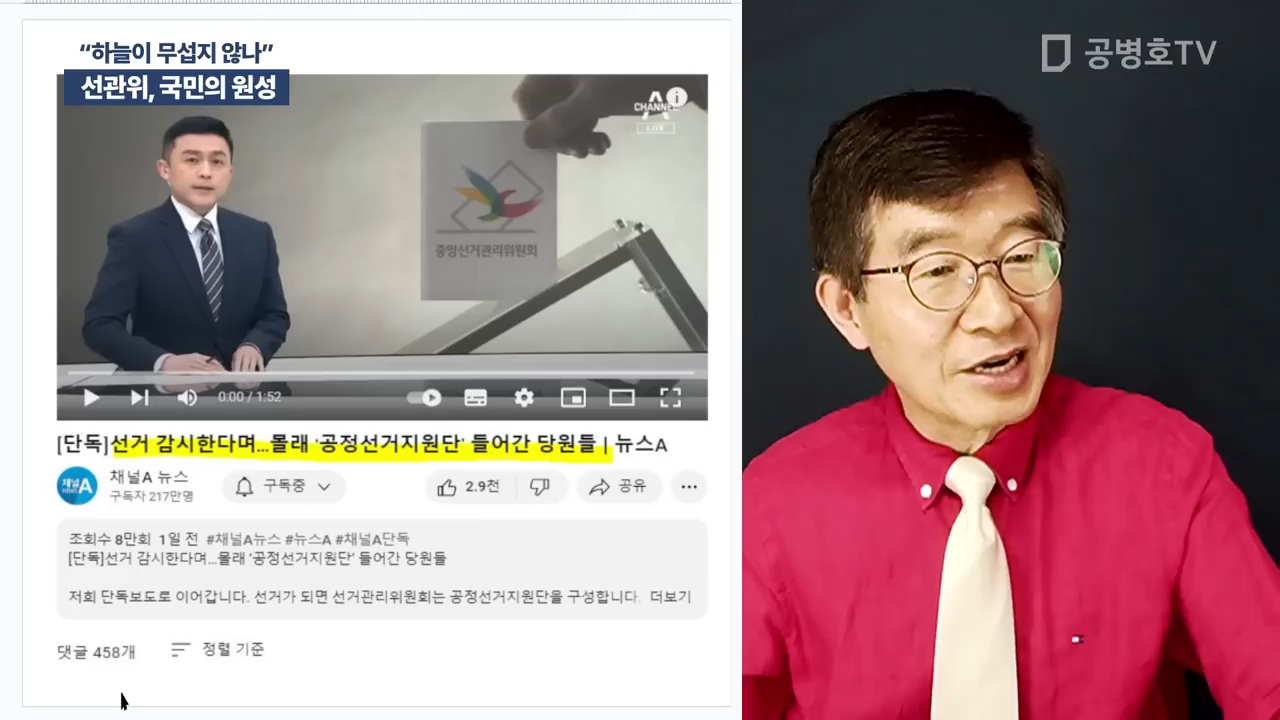 “하늘이 무섭지 않나”
선관위, 국민의 원성
공병호TV
CHANNEL A
LIVE
중앙선거관리위원회
0:00 / 1:52
[단독]선거 감시한다며…몰래 '공정선거지원단' 들어간 당원들 | 뉴스A
채널A 뉴스
구독자 217만명
구독중
2.9천
공유
조회수 8만회 1일 전 #채널A뉴스 #뉴스A #채널A단독
[단독]선거 감시한다며…몰래 '공정선거지원단' 들어간 당원들
저희 단독보도로 이어갑니다. 선거가 되면 선거관리위원회는 공정선거지원단을 구성합니다. 더보기
댓글 458개
정렬 기준